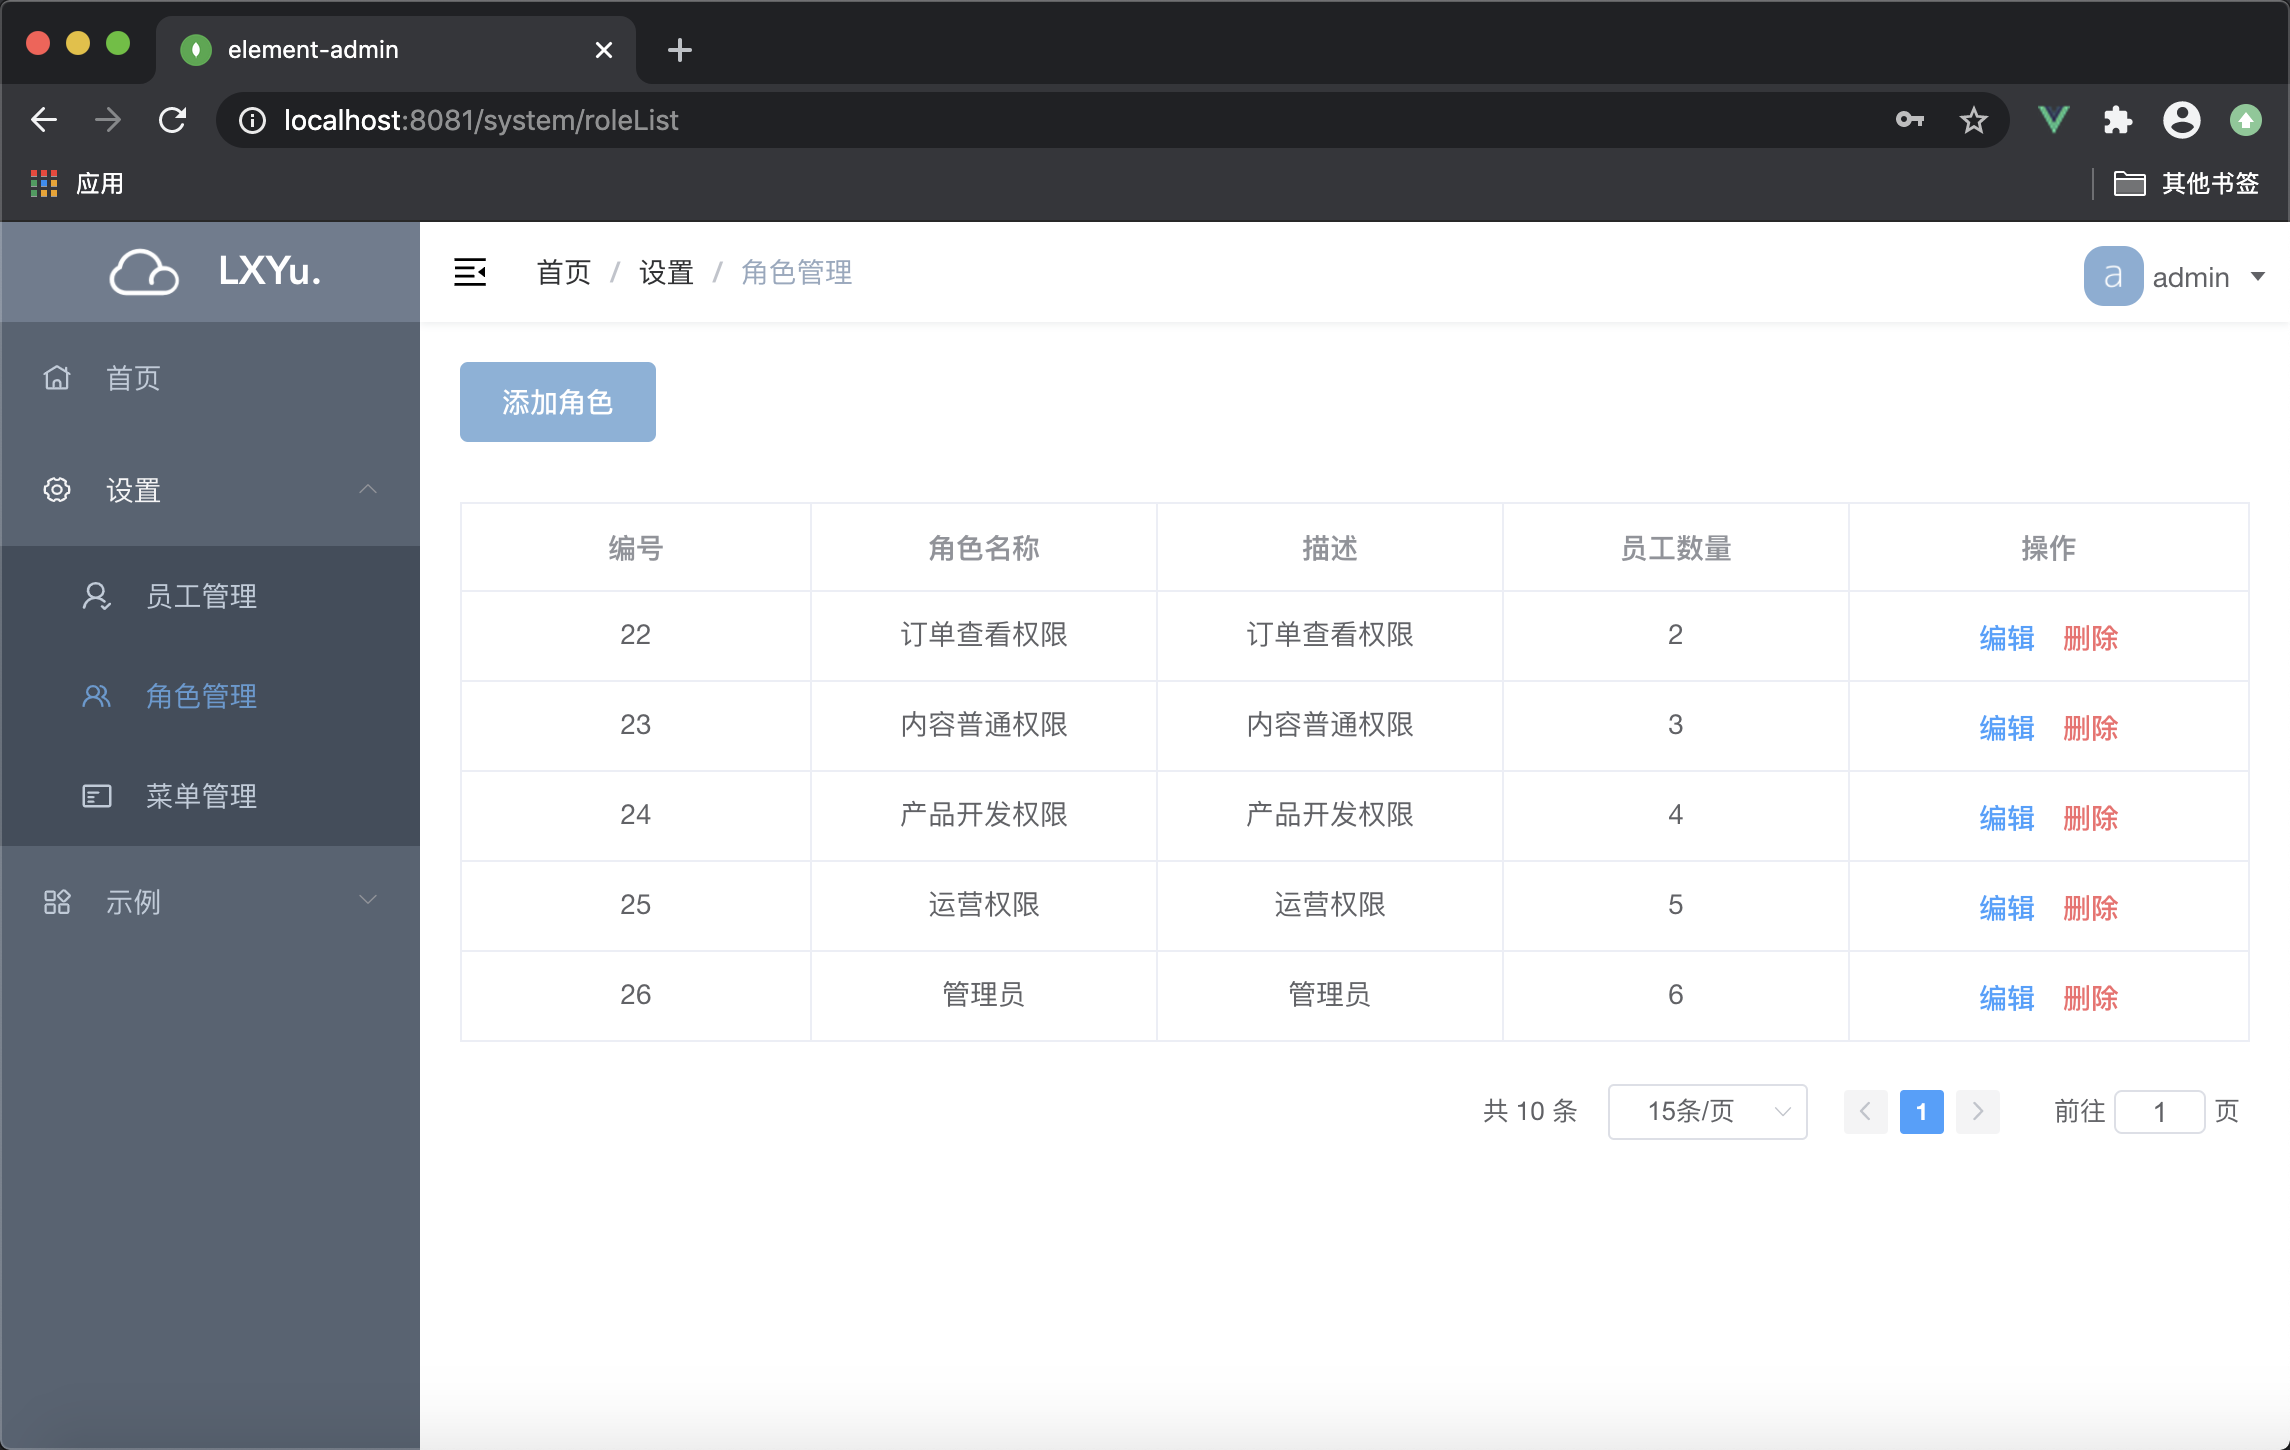 element-admin
localhost:8081/system/roleList
应用
其他书签
LXYu.
首页 / 设置 / 角色管理
a admin
首页
设置
员工管理
角色管理
菜单管理
示例
添加角色
编号 角色名称 描述 员工数量 操作
22 订单查看权限 订单查看权限 2 编辑 删除
23 内容普通权限 内容普通权限 3 编辑 删除
24 产品开发权限 产品开发权限 4 编辑 删除
25 运营权限 运营权限 5 编辑 删除
26 管理员 管理员 6 编辑 删除
共 10 条 15条/页 1 前往 1 页